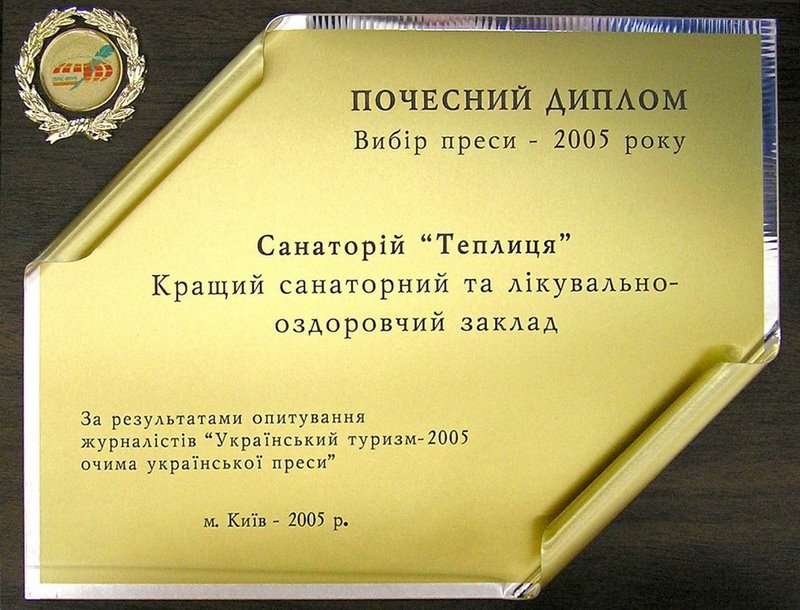 ПОЧЕСНИЙ ДИПЛОМ
Вибір преси - 2005 року
Санаторій “Теплиця”
Кращий санаторний та лікувально-
оздоровчий заклад
За результатами опитування
журналістів “Український туризм-2005
очима української преси”
м. Київ - 2005 р.